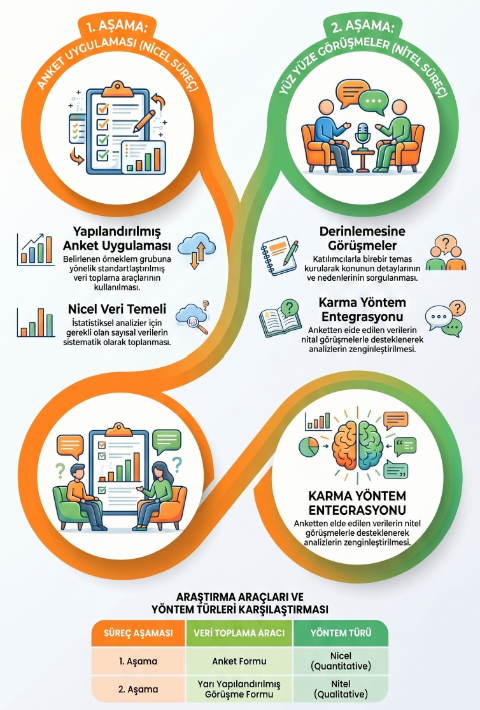 1. AŞAMA:
ANKET UYGULAMASI (NİCEL SÜREÇ)
2. AŞAMA:
YÜZ YÜZE GÖRÜŞMELER (NİTEL SÜREÇ)
Yapılandırılmış
Anket Uygulaması
Belirlenen örneklem grubuna
yönelik standartlaştırılmış
veri toplama araçlarının
kullanılması.
Nicel Veri Temeli
İstatistiksel analizler için
gerekli olan sayısal verilerin
sistematik olarak toplanması.
Derinlemesine
Görüşmeler
Katılımcılarla birebir temas
kurularak konunun detaylarının
ve nedenlerinin sorgulanması.
Karma Yöntem
Entegrasyonu
Anketten elde edilen verilerin
nital görüşmelerle desteklenerek
analizlerin zenginleştirilmesi.
?
?
?
?
?
?
KARMA YÖNTEM
ENTEGRASYONU
Anketten elde edilen verilerin nitel
görüşmelerle desteklenerek
analizlerin zenginleştirilmesi.
ARAŞTIRMA ARAÇLARI VE
YÖNTEM TÜRLERİ KARŞILAŞTIRMASI
SÜREÇ AŞAMASI VERİ TOPLAMA ARACI YÖNTEM TÜRÜ
1. Aşama Anket Formu Nicel
(Quantitative)
2. Aşama Yarı Yapılandırılmış
Görüşme Formu Nitel
(Qualitative)